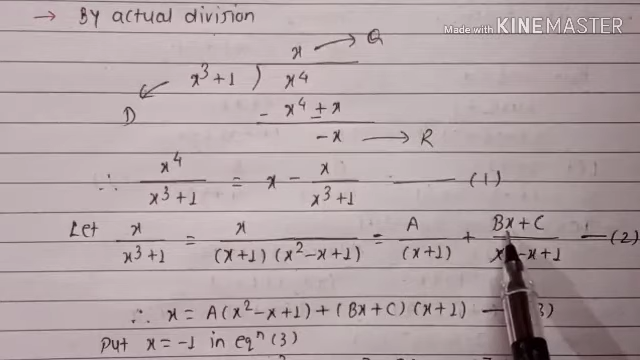 → By actual division
Made with KINEMASTER
x → Q
D ← x³+1 ) x⁴
- x⁴ + x
-
-x → R
∴ x⁴/(x³+1) = x - x/(x³+1) —— (1)
Let x/(x³+1) = x/((x+1)(x²-x+1)) = A/(x+1) + (Bx+C)/(x²-x+1) — (2)
∴ x = A(x²-x+1)+(Bx+C)(x+1) — 3)
Put x = -1 in eqⁿ (3)